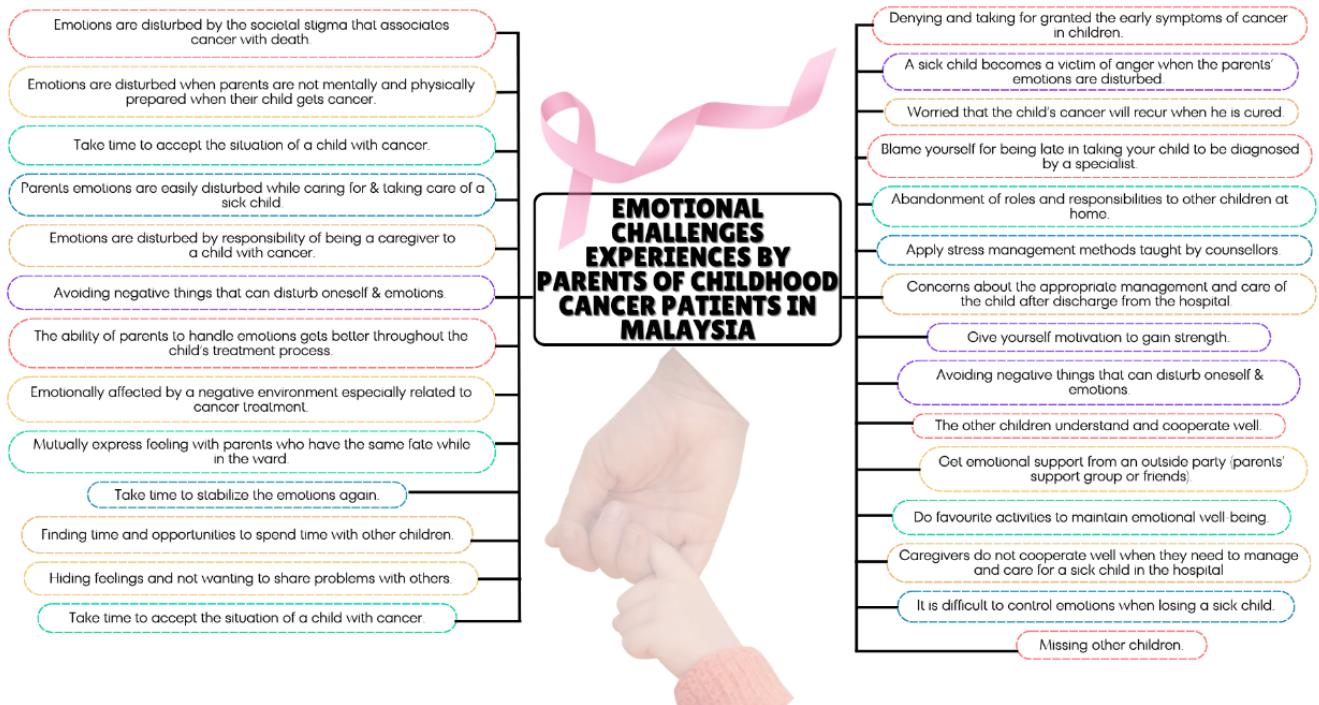 Emotions are disturbed by the societal stigma that associates
cancer with death.
Emotions are disturbed when parents are not mentally and physically
prepared when their child gets cancer.
Take time to accept the situation of a child with cancer.
Parents emotions are easily disturbed while caring for & taking care of a
sick child.
Emotions are disturbed by responsibility of being a caregiver to
a child with cancer.
Avoiding negative things that can disturb oneself & emotions.
The ability of parents to handle emotions gets better throughout the
child's treatment process.
Emotionally affected by a negative environment especially related to
cancer treatment.
Mutually express feeling with parents who have the same fate while
in the ward.
Take time to stabilize the emotions again.
Finding time and opportunities to spend time with other children.
Hiding feelings and not wanting to share problems with others.
Take time to accept the situation of a child with cancer.
EMOTIONAL
CHALLENGES
EXPERIENCES BY
PARENTS OF CHILDHOOD
CANCER PATIENTS IN
MALAYSIA
Denying and taking for granted the early symptoms of cancer
in children.
A sick child becomes a victim of anger when the parents'
emotions are disturbed.
Worried that the child's cancer will recur when he is cured.
Blame yourself for being late in taking your child to be diagnosed
by a specialist.
Abandonment of roles and responsibilities to other children at
home.
Apply stress management methods taught by counsellors.
Concerns about the appropriate management and care of
the child after discharge from the hospital.
Give yourself motivation to gain strength.
Avoiding negative things that can disturb oneself &
emotions.
The other children understand and cooperate well.
Get emotional support from an outside party (parents'
support group or friends).
Do favourite activities to maintain emotional well-being.
Caregivers do not cooperate well when they need to manage
and care for a sick child in the hospital
It is difficult to control emotions when losing a sick child.
Missing other children.